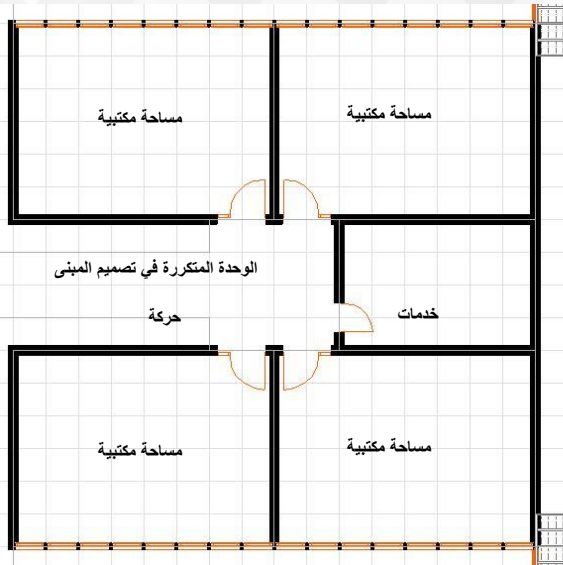 مساحة مكتبية
مساحة مكتبية
الوحدة المتكررة في تصميم المبنى
حركة
خدمات
مساحة مكتبية
مساحة مكتبية